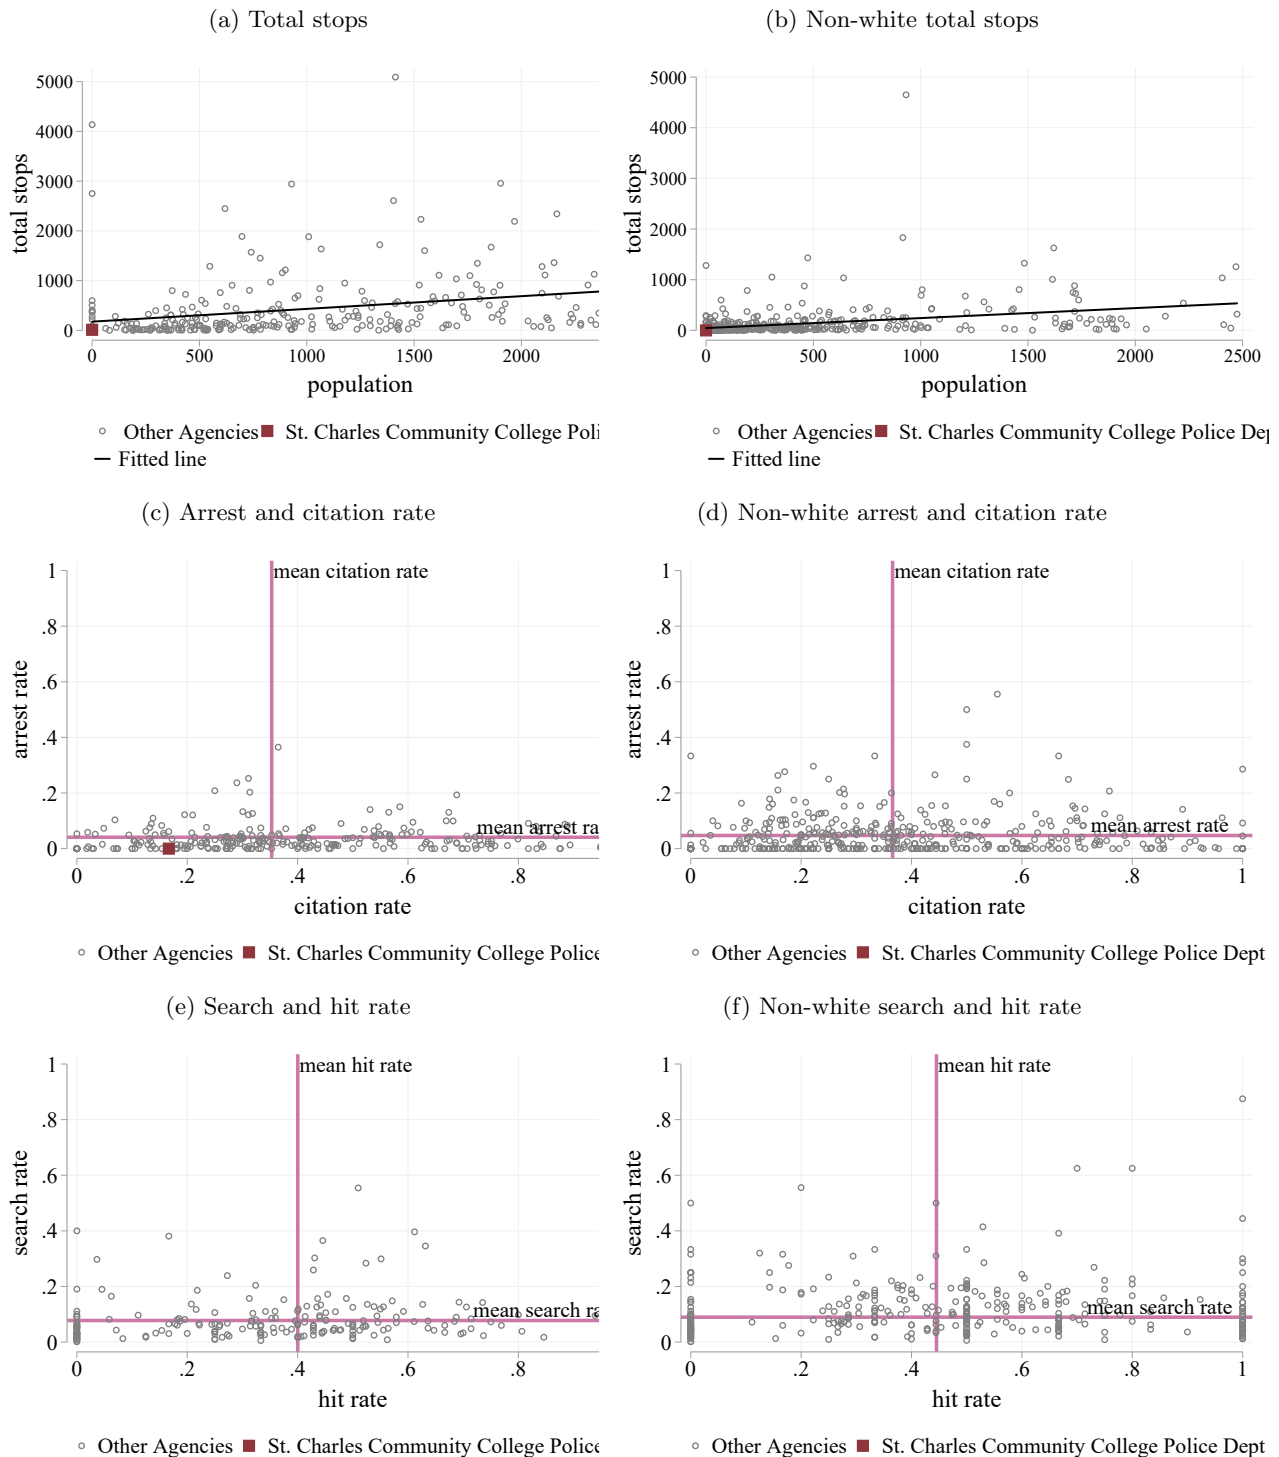 (a) Total stops
5000
4000
3000
2000
1000
0
total stops
0 500 1000 1500 2000
population
Other Agencies St. Charles Community College Poli
Fitted line
(b) Non-white total stops
5000
4000
3000
2000
1000
0
total stops
0 500 1000 1500 2000 2500
population
Other Agencies St. Charles Community College Police Dep
Fitted line
(c) Arrest and citation rate
mean citation rate
1
.8
.6
.4
.2
0
arrest rate
mean arrest ra
0 .2 .4 .6 .8
citation rate
Other Agencies St. Charles Community College Police
(d) Non-white arrest and citation rate
mean citation rate
1
.8
.6
.4
.2
0
arrest rate
mean arrest rate
0 .2 .4 .6 .8 1
citation rate
Other Agencies St. Charles Community College Police Dept
(e) Search and hit rate
mean hit rate
1
.8
.6
.4
.2
0
search rate
mean search ra
0 .2 .4 .6 .8
hit rate
Other Agencies St. Charles Community College Police
(f) Non-white search and hit rate
mean hit rate
1
.8
.6
.4
.2
0
search rate
mean search rate
0 .2 .4 .6 .8 1
hit rate
Other Agencies St. Charles Community College Police Dept